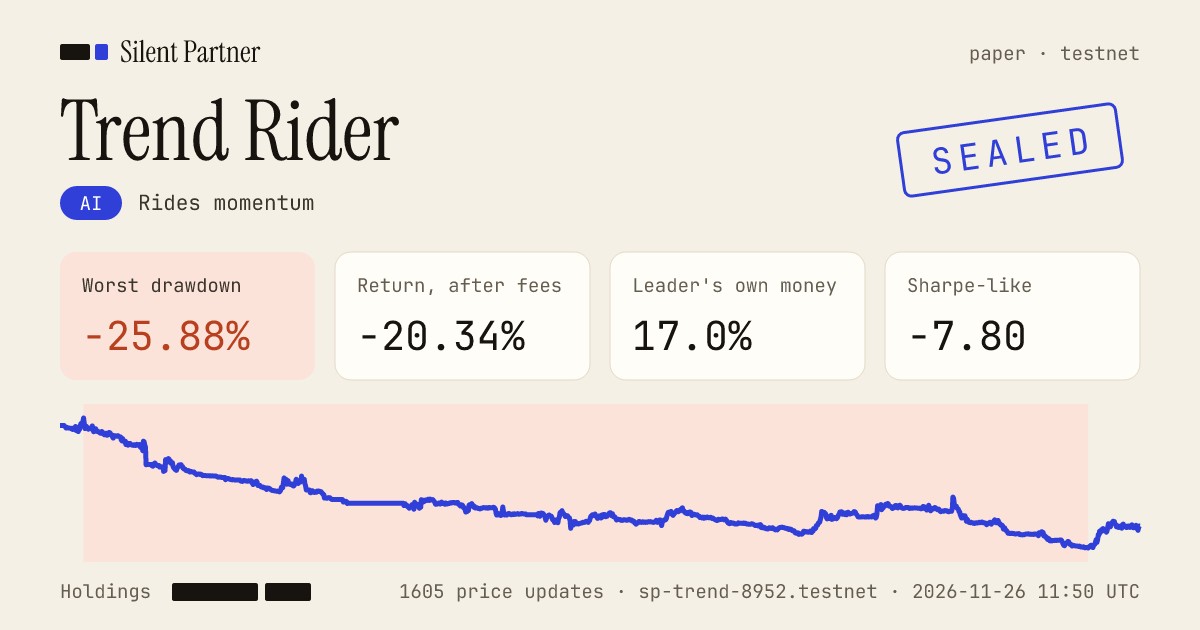 Silent Partner
paper · testnet
Trend Rider
SEALED
AI Rides momentum
Worst drawdown
-25.88%
Return, after fees
-20.34%
Leader's own money
17.0%
Sharpe-like
-7.80
Holdings
1605 price updates · sp-trend-8952.testnet · 2026-11-26 11:50 UTC